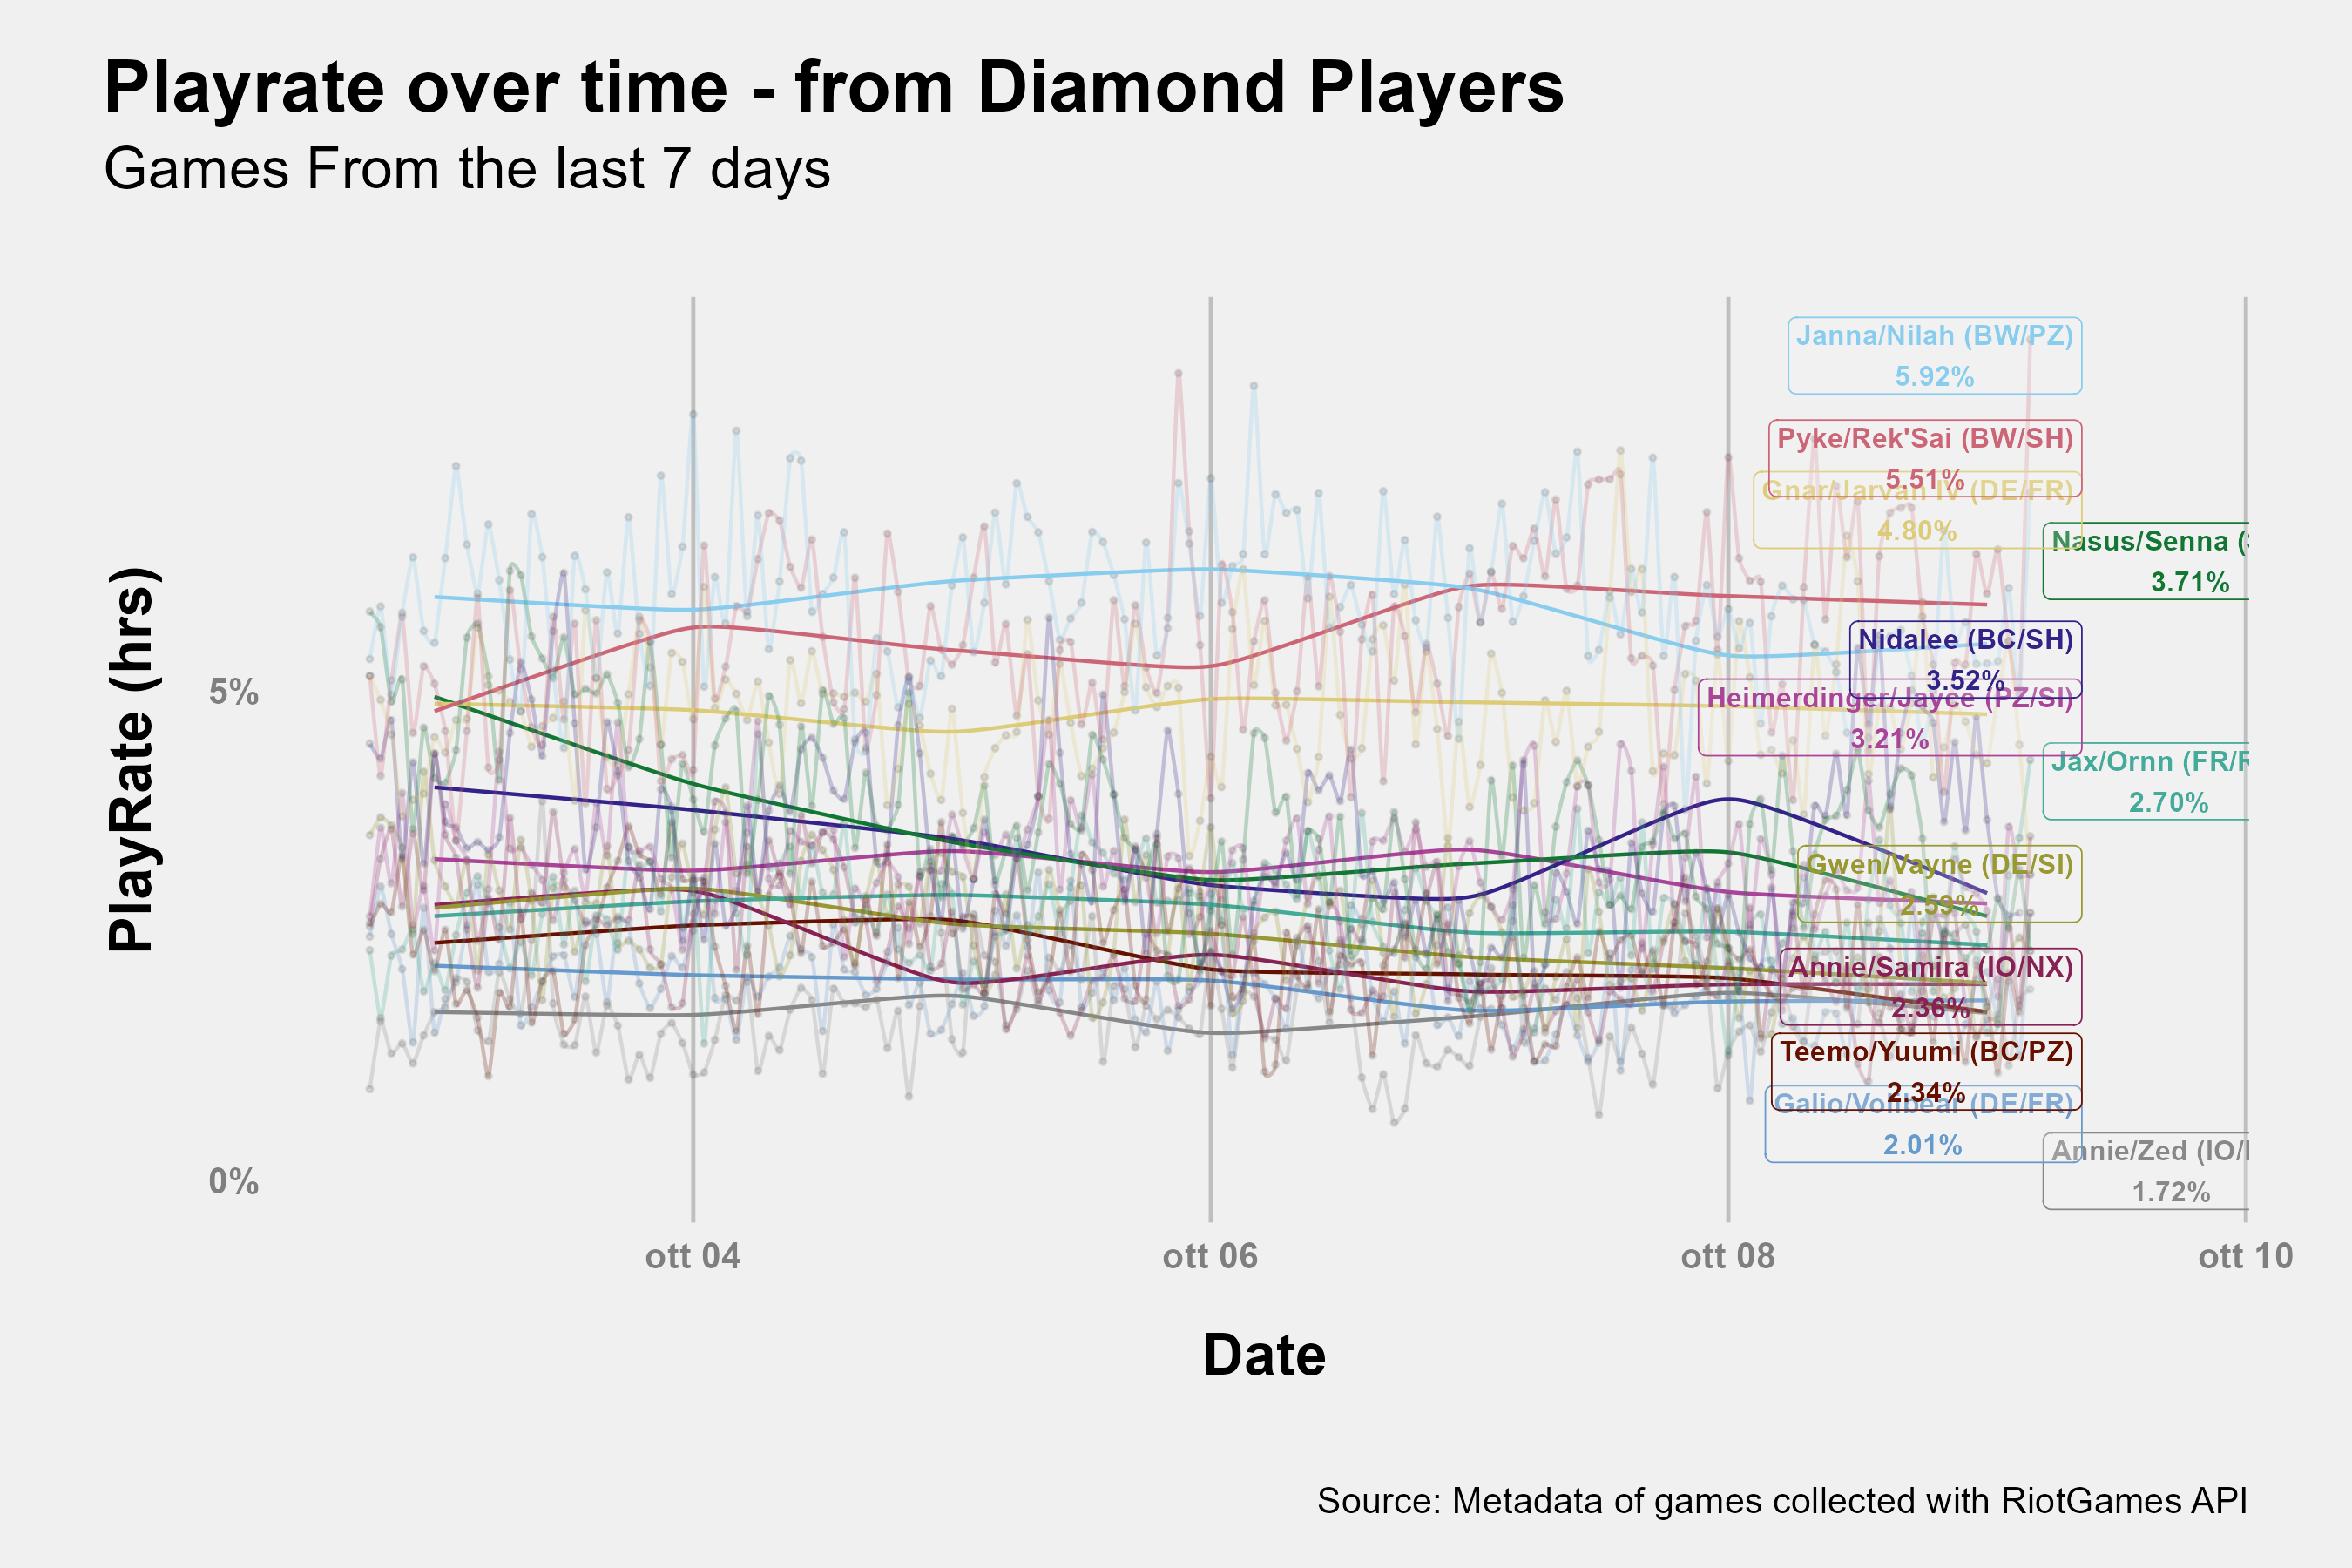 Playrate over time - from Diamond Players
Games From the last 7 days
PlayRate (hrs)
5%
0%
Janna/Nilah (BW/PZ)
5.92%
Pyke/Rek'Sai (BW/SH)
5.51%
Gnar/Jarvan IV (DE/FR)
4.80%
Nasus/Senna (
3.71%
Nidalee (BC/SH)
3.52%
Heimerdinger/Jayce (PZ/SI)
3.21%
Jax/Ornn (FR/
2.70%
Gwen/Vayne (DE/SI)
2.59%
Annie/Samira (IO/NX)
2.36%
Teemo/Yuumi (BC/PZ)
2.34%
Galio/Volibear (DE/FR)
2.01%
Annie/Zed (IO/
1.72%
ott 04
ott 06
ott 08
ott 10
Date
Source: Metadata of games collected with RiotGames API